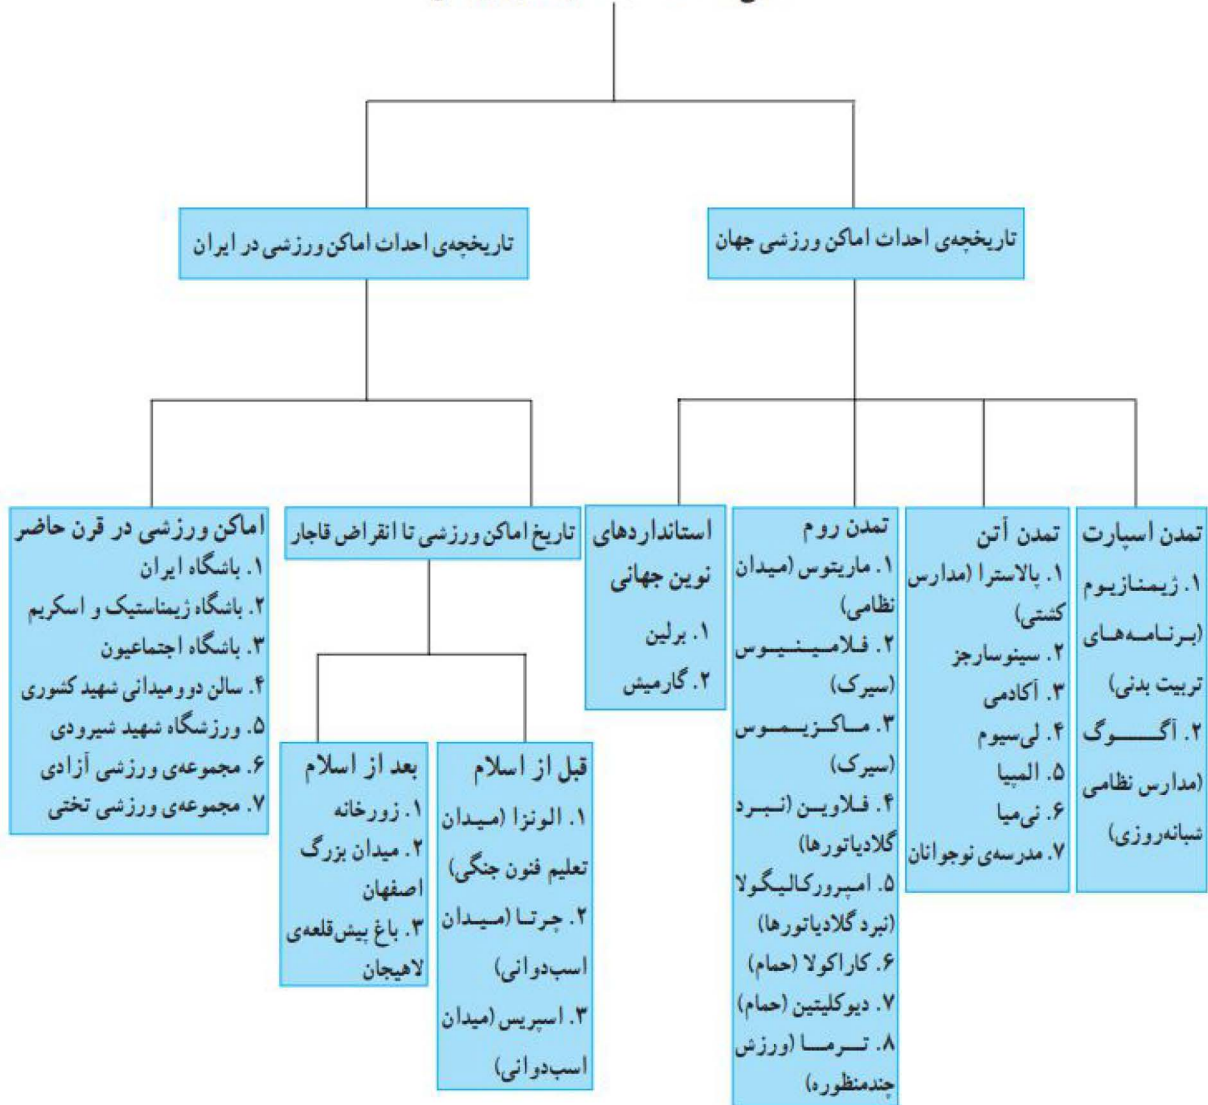 تاریخچه‌ی احداث اماکن ورزشی جهان
تاریخچه‌ی احداث اماکن ورزشی در ایران
تمدن اسپارت
۱. ژیمنازیوم
(برنامه‌های
تربیت بدنی)
۲. آگوگ
(مدارس نظامی
شبانه‌روزی)
تمدن آتن
۱. پالاسترا (مدارس
کشتی)
۲. سینوسارجز
۳. آکادمی
۴. لی‌سیوم
۵. المپیا
۶. نی‌میا
۷. مدرسه‌ی نوجوانان
تمدن روم
۱. ماریتوس (میدان
نظامی)
۲. فلامینیوس
(سیرک)
۳. ماکزیموس
(سیرک)
۴. فلاوین (نبرد
گلادیاتورها)
۵. امپرورکالیگولا
(نبرد گلادیاتورها)
۶. کاراکولا (حمام)
۷. دیوکلیتین (حمام)
۸. ترما (ورزش
چندمنظوره)
استانداردهای
نوین جهانی
۱. برلین
۲. گارمیش
تاریخ اماکن ورزشی تا انقراض قاجار
قبل از اسلام
۱. الونزا (میدان
تعلیم فنون جنگی)
۲. چرتا (میدان
اسب‌دوانی)
۳. اسپریس (میدان
اسب‌دوانی)
بعد از اسلام
۱. زورخانه
۲. میدان بزرگ
اصفهان
۳. باغ پیش‌قلعه‌ی
لاهیجان
اماکن ورزشی در قرن حاضر
۱. باشگاه ایران
۲. باشگاه ژیمناستیک و اسکریم
۳. باشگاه اجتماعیون
۴. سالن دوومیدانی شهید کشوری
۵. ورزشگاه شهید شیرودی
۶. مجموعه‌ی ورزشی آزادی
۷. مجموعه‌ی ورزشی تختی